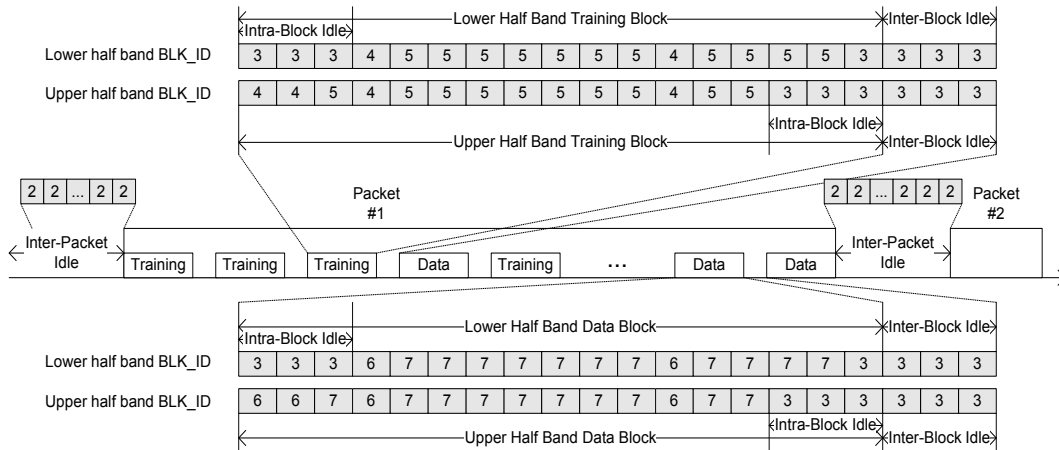 Lower Half Band Training Block
Inter-Block Idle
Intra-Block Idle
Lower half band BLK_ID 3 3 3 4 5 5 5 5 5 5 4 5 5 5 5 3 3 3 3
Upper half band BLK_ID 4 4 5 4 5 5 5 5 5 5 5 4 5 5 3 3 3 3 3 3
Intra-Block Idle
Upper Half Band Training Block
Inter-Block Idle
2 2 ... 2 2
Packet #1
2 2 ... 2 2 2
Packet #2
Inter-Packet Idle
Inter-Packet Idle
Training Training Training Data Training ... Data Data
Lower Half Band Data Block
Inter-Block Idle
Intra-Block Idle
Lower half band BLK_ID 3 3 3 6 7 7 7 7 7 7 7 6 7 7 7 7 3 3 3 3
Upper half band BLK_ID 6 6 7 6 7 7 7 7 7 7 7 6 7 7 3 3 3 3 3 3
Intra-Block Idle
Upper Half Band Data Block
Inter-Block Idle